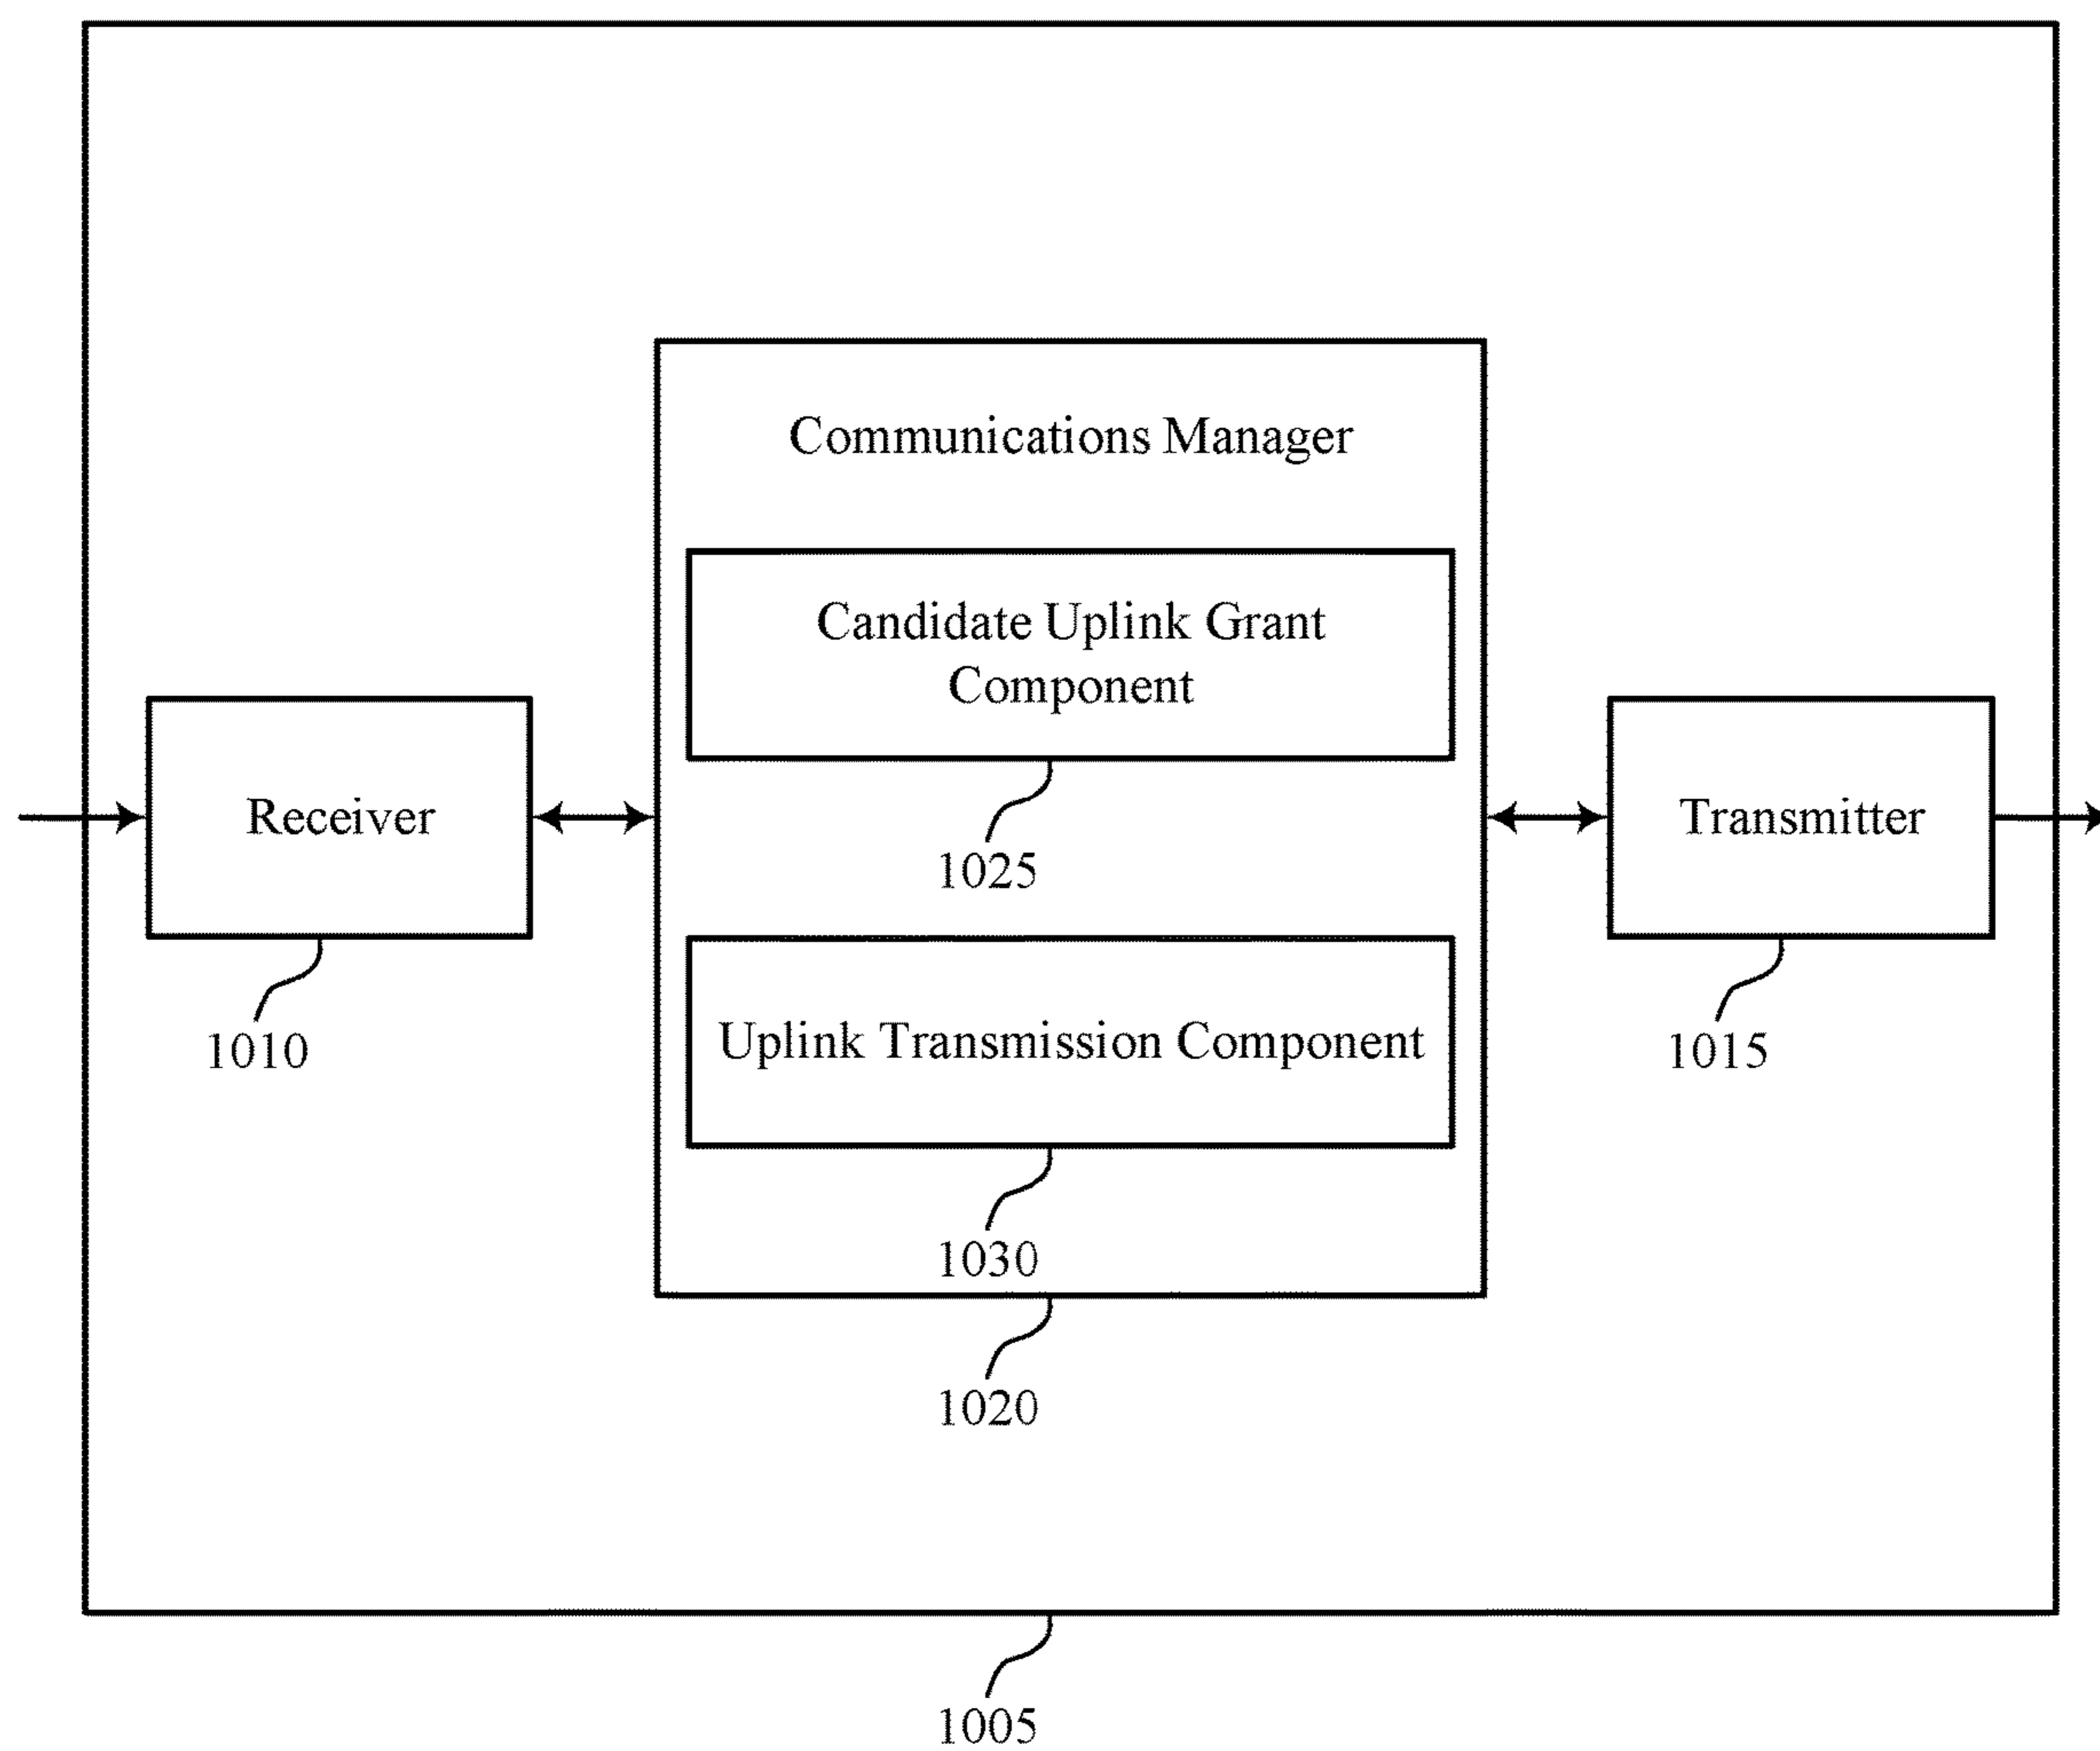 Communications Manager
Candidate Uplink Grant
Component
1025
Receiver
1010
Uplink Transmission Component
1030
1020
Transmitter
1015
1005